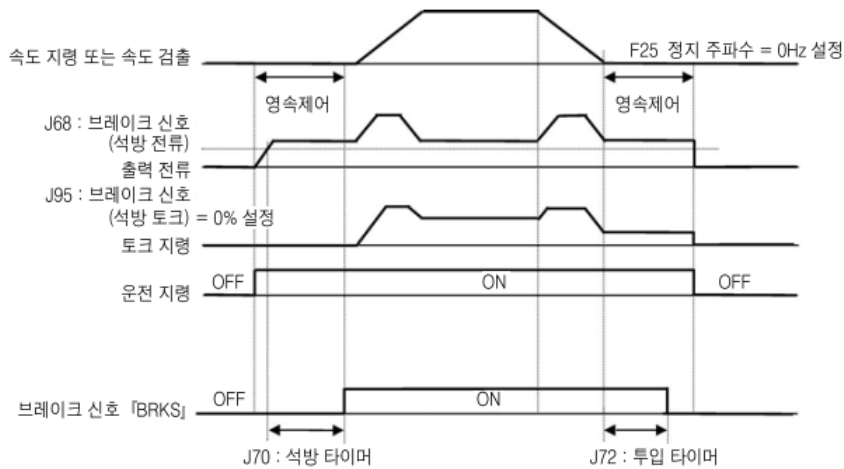 속도 지령 또는 속도 검출
F25 정지 주파수 = 0Hz 설정
영속제어
영속제어
J68 : 브레이크 신호
(석방 전류)
출력 전류
J95 : 브레이크 신호
(석방 토크) = 0% 설정
토크 지령
OFF
ON
OFF
운전 지령
OFF
ON
OFF
브레이크 신호 『BRKS』
J70 : 석방 타이머
J72 : 투입 타이머